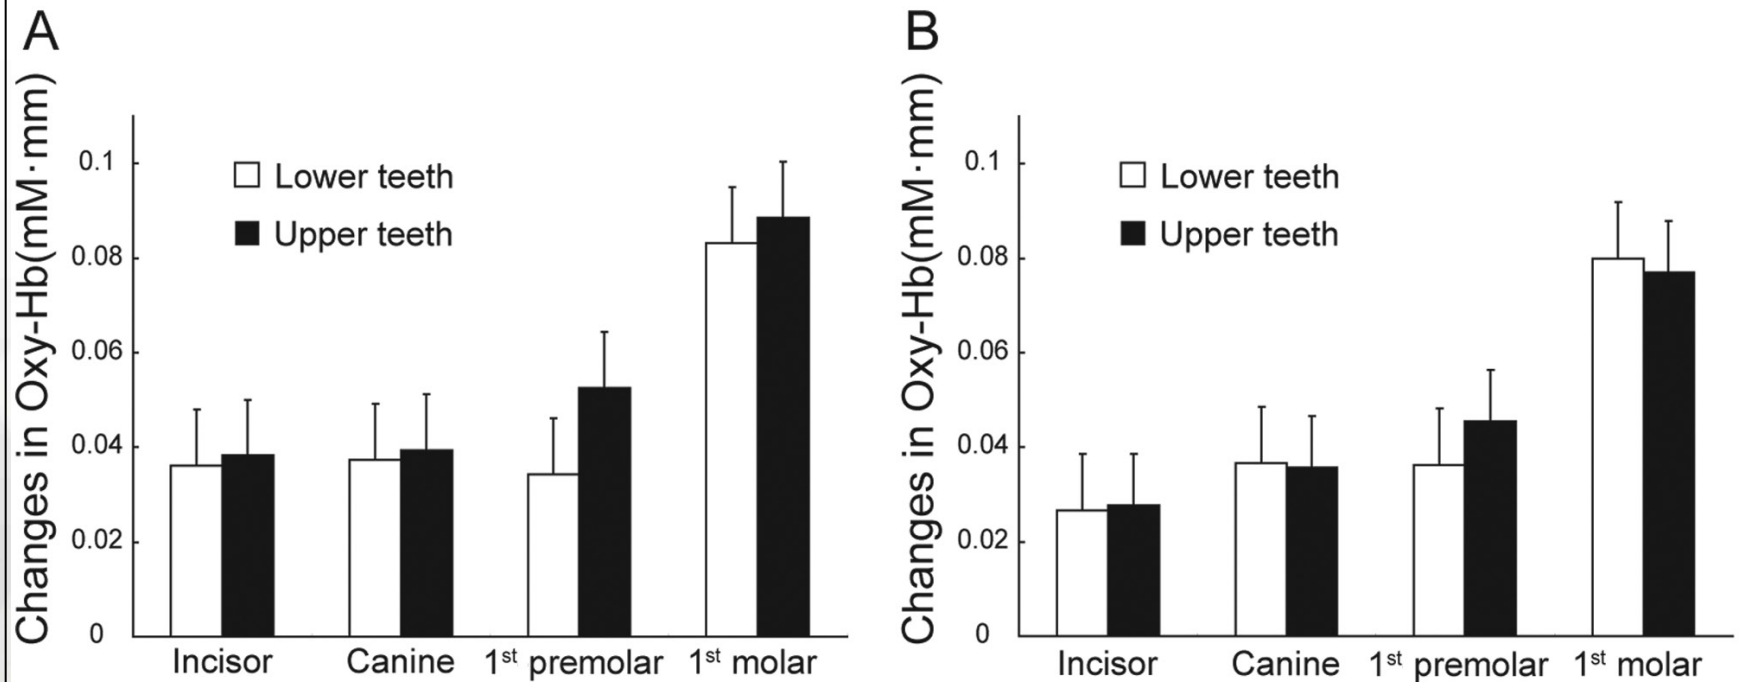 A
Changes in Oxy-Hb(mM·mm)
0.1
0.08
0.06
0.04
0.02
0
Lower teeth
Upper teeth
Incisor Canine 1st premolar 1st molar
B
Changes in Oxy-Hb(mM·mm)
0.1
0.08
0.06
0.04
0.02
0
Lower teeth
Upper teeth
Incisor Canine 1st premolar 1st molar